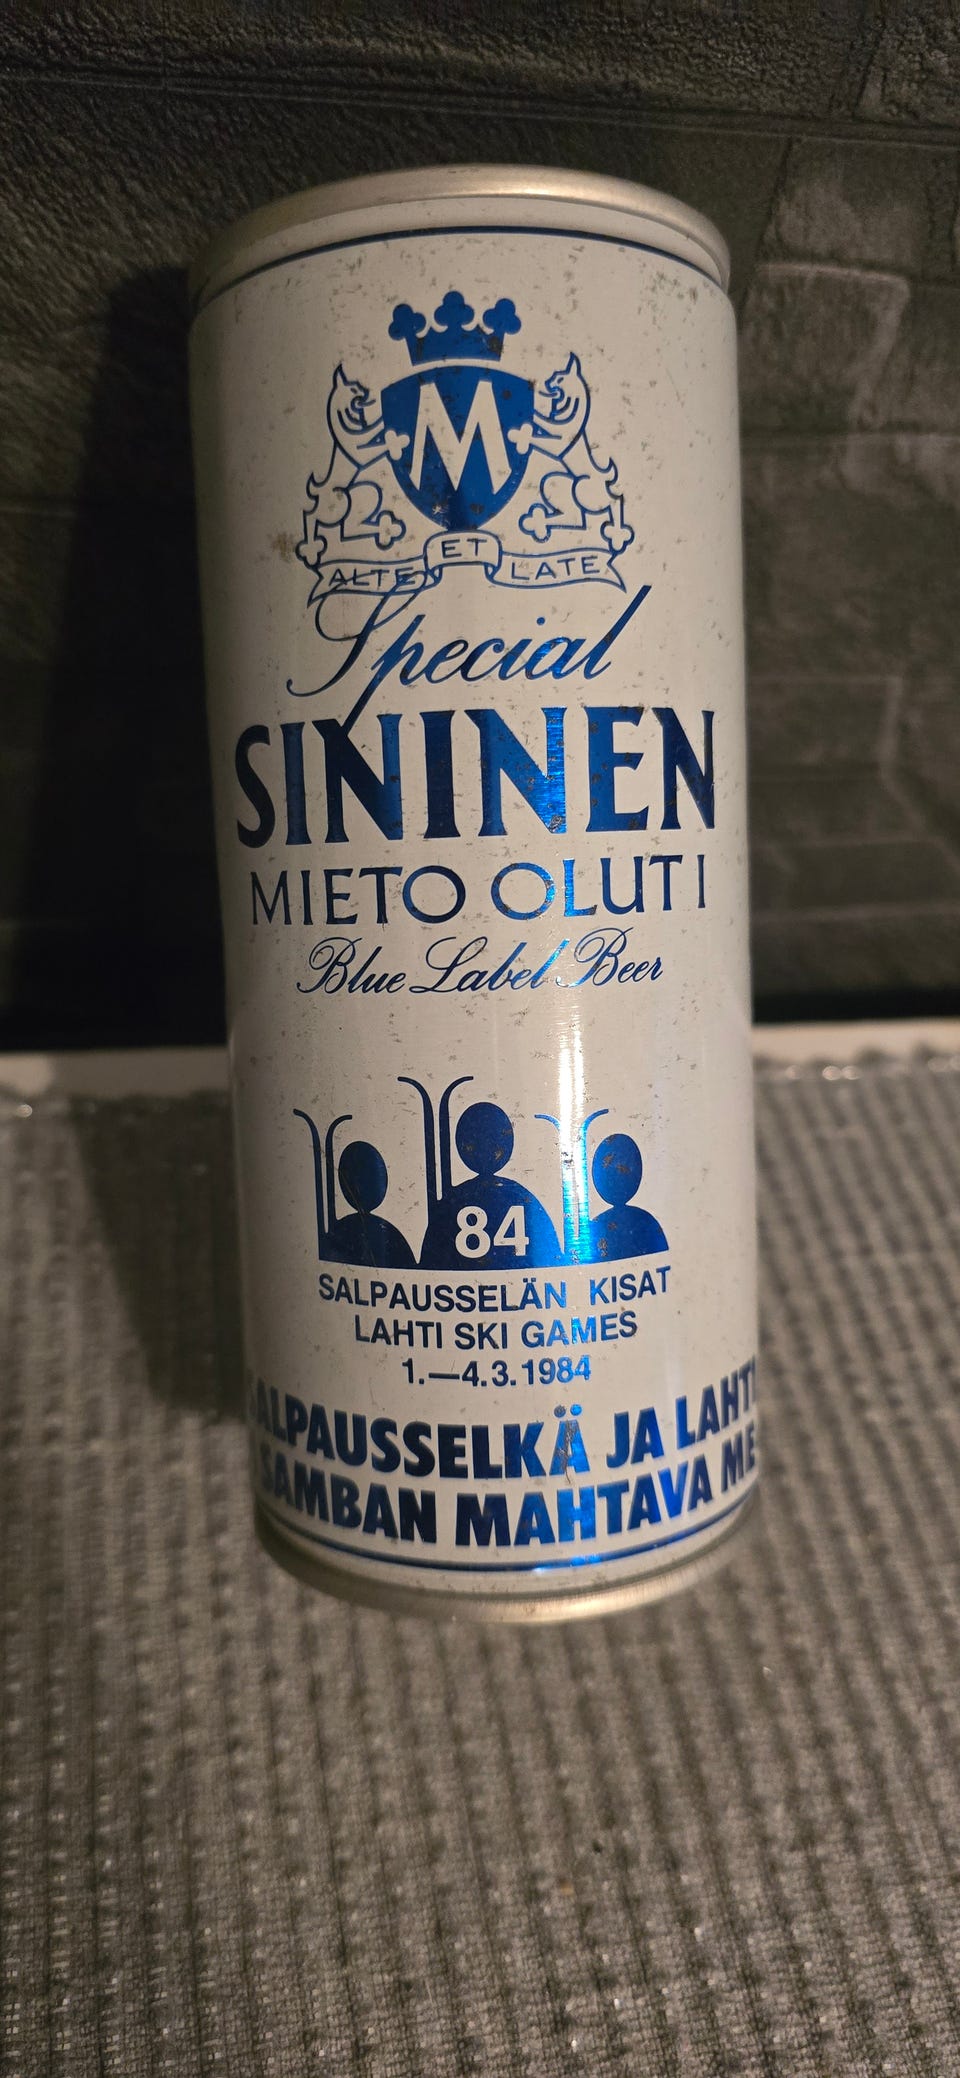 M
ALTE ET LATE
Special
SININEN
MIETO OLUT I
Blue Label Beer
84
SALPAUSSELÄN KISAT
LAHTI SKI GAMES
1.—4.3.1984
ALPAUSSELKÄ JA LAHTI
SAMBAN MAHTAVA ME